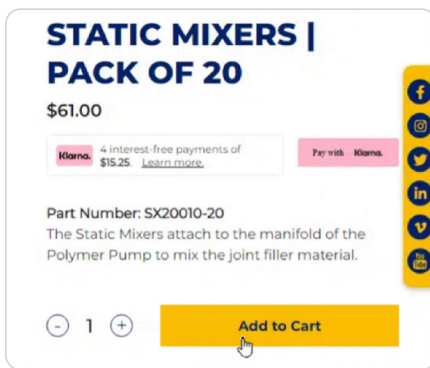 STATIC MIXERS |
PACK OF 20
$61.00
Klarna. 4 interest-free payments of
$15.25. Learn more.
Pay with Klarna.
Part Number: SX20010-20
The Static Mixers attach to the manifold of the
Polymer Pump to mix the joint filler material.
- 1 +
Add to Cart